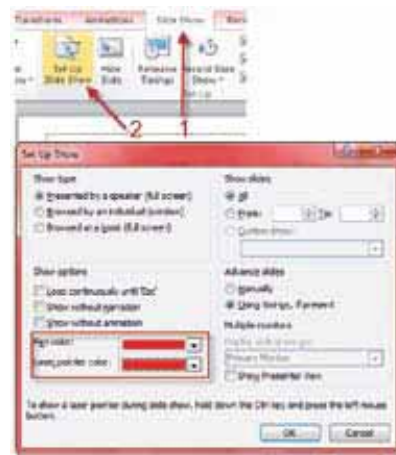 Transitions Animations Slide Show
Set Up Slide Show Hide Slide Rehearse Timings Record Slide Show
Set Up
2 1
Set Up Show
Show type
Presented by a speaker (full screen)
Browsed by an individual (window)
Browsed at a kiosk (full screen)
Show slides
All
From: To:
Custom show:
Show options
Loop continuously until 'Esc'
Show without narration
Show without animation
Pen color:
Laser pointer color:
Advance slides
Manually
Using timings, if present
Multiple monitors
Primary Monitor
Show Presenter View
To show a laser pointer during slide show, hold down the Ctrl key and press the left mouse
button.
OK Cancel